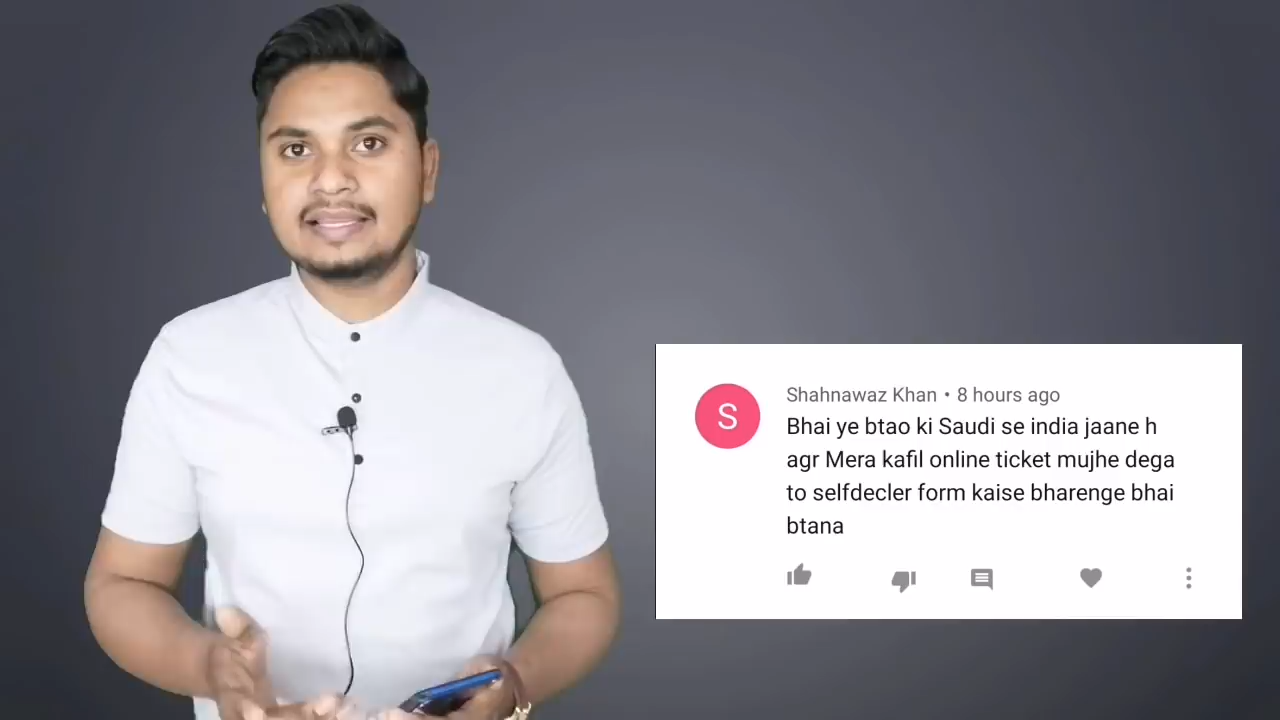 S
Shahnawaz Khan • 8 hours ago
Bhai ye btao ki Saudi se india jaane h
agr Mera kafil online ticket mujhe dega
to selfdecler form kaise bharenge bhai
btana